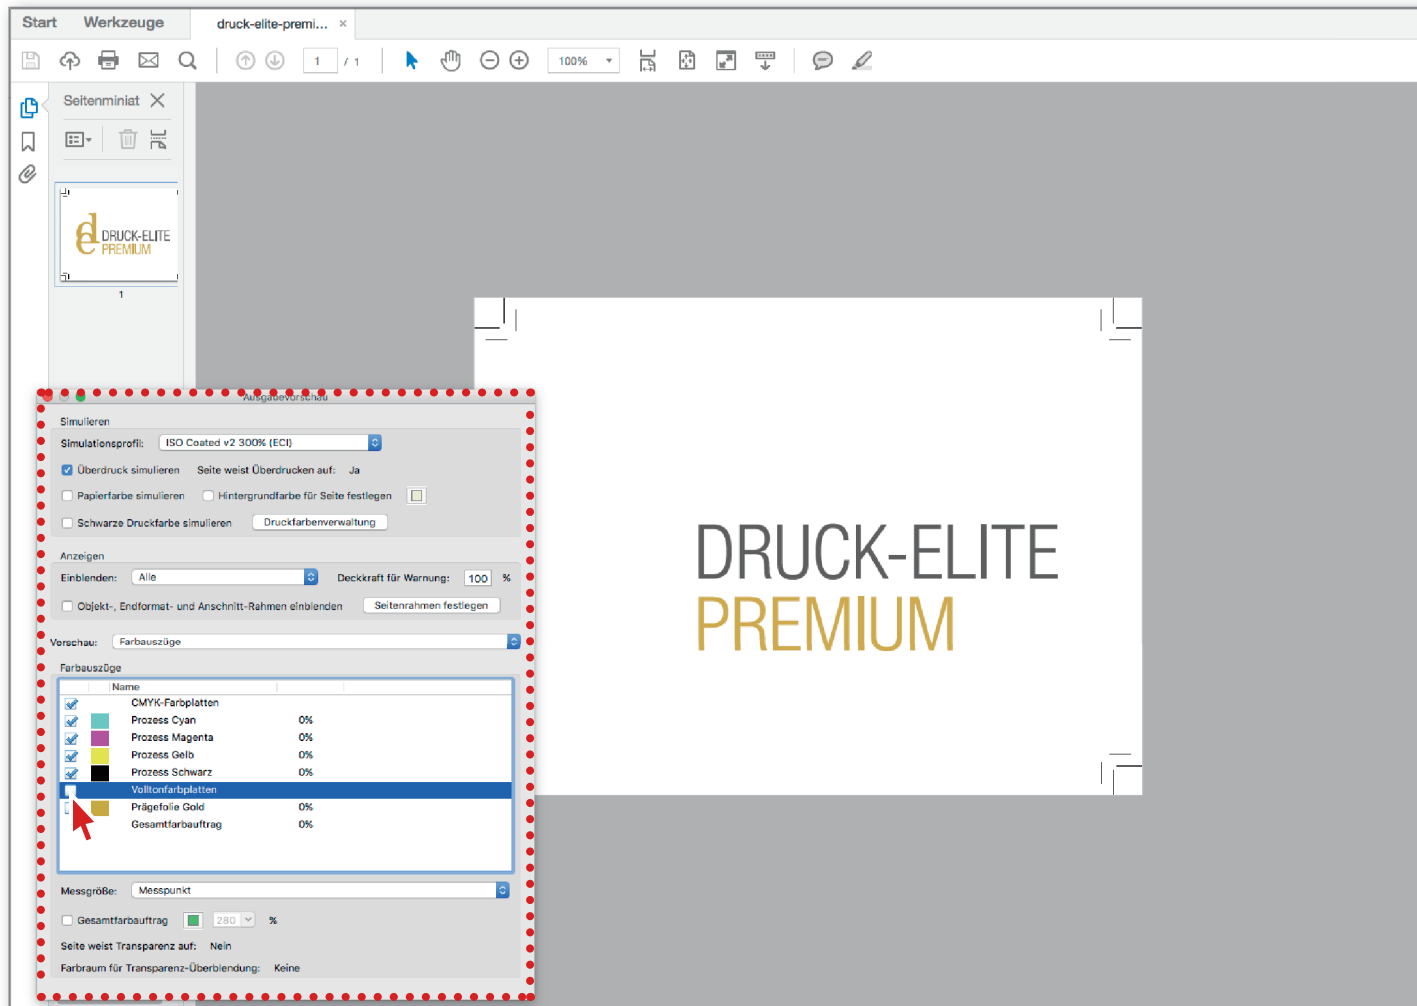 Start Werkzeuge druck-elite-premi... ×
1 / 1 100%
Seitenminiat
DRUCK-ELITE
PREMIUM
1
Ausgabevorschau
Simulieren
Simulationsprofil: ISO Coated v2 300% (ECI)
Überdruck simulieren Seite weist Überdrucken auf: Ja
Papierfarbe simulieren Hintergrundfarbe für Seite festlegen
Schwarze Druckfarbe simulieren Druckfarbenverwaltung
Anzeigen
Einblenden: Alle Deckkraft für Warnung: 100 %
Objekt-, Endformat- und Anschnitt-Rahmen einblenden Seitenrahmen festlegen
Vorschau: Farbauszüge
Farbauszüge
Name
CMYK-Farbplatten
Prozess Cyan 0%
Prozess Magenta 0%
Prozess Gelb 0%
Prozess Schwarz 0%
Volltonfarbplatten
Prägefolie Gold 0%
Gesamtfarbauftrag 0%
Messgröße: Messpunkt
Gesamtfarbauftrag 280 %
Seite weist Transparenz auf: Nein
Farbraum für Transparenz-Überblendung: Keine
DRUCK-ELITE
PREMIUM